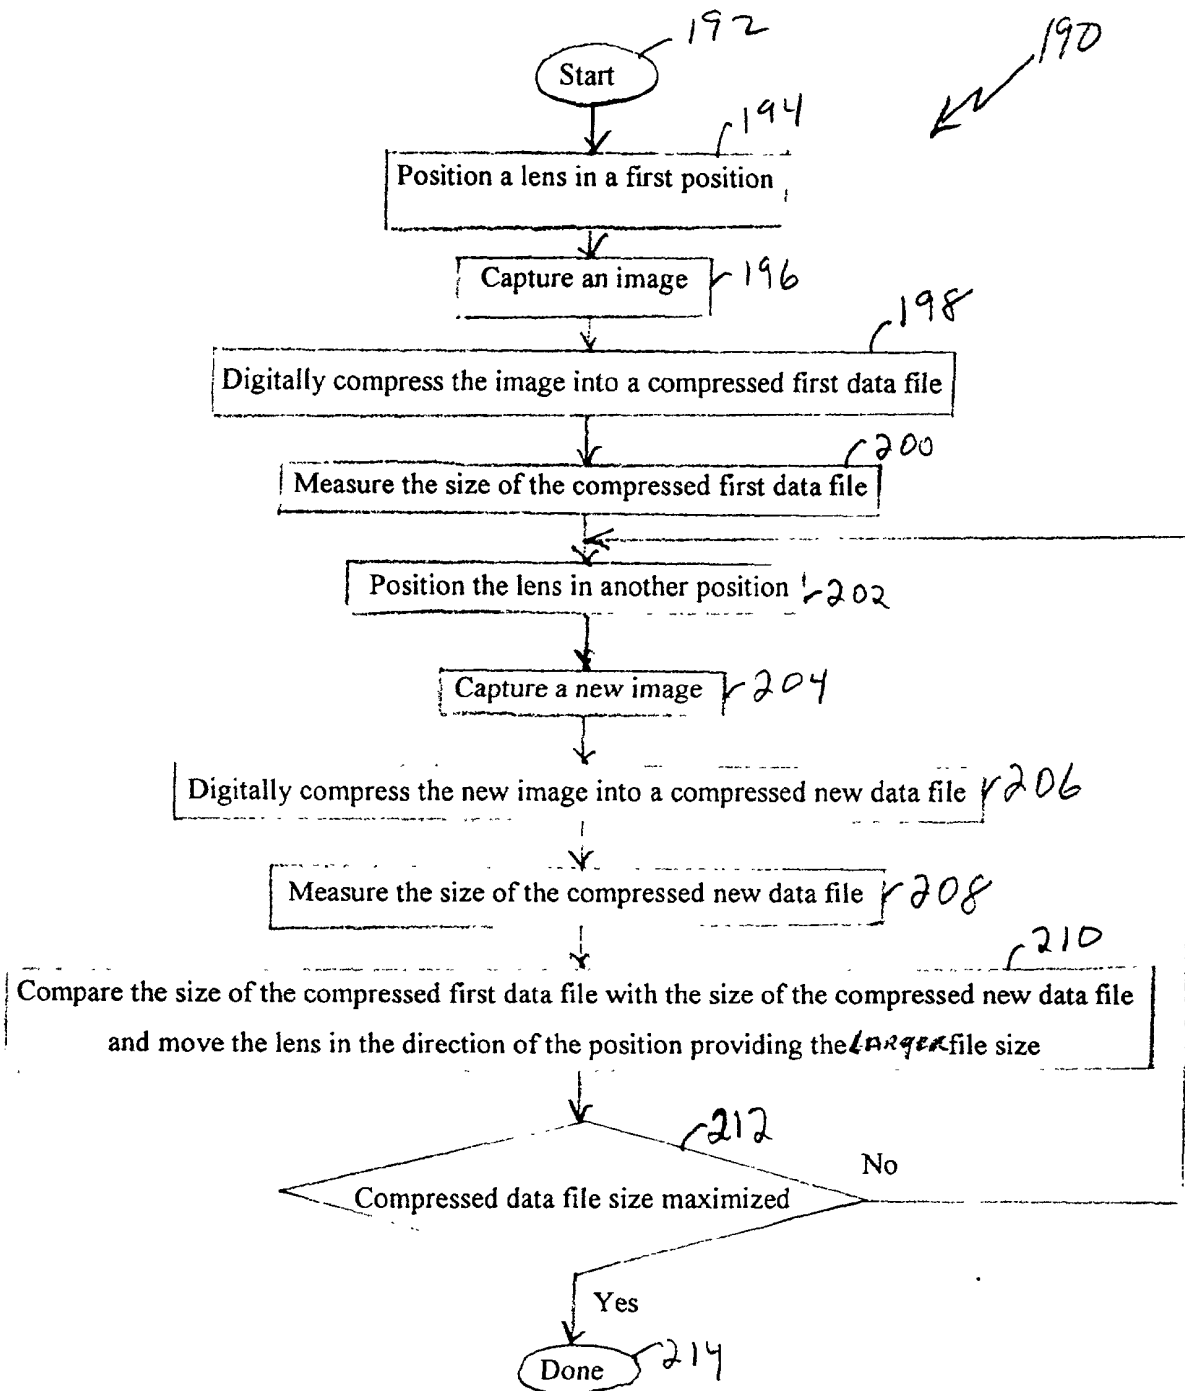 192
190
Start
194
Position a lens in a first position
Capture an image 196
198
Digitally compress the image into a compressed first data file
200
Measure the size of the compressed first data file
Position the lens in another position 202
Capture a new image 204
Digitally compress the new image into a compressed new data file 206
Measure the size of the compressed new data file 208
210
Compare the size of the compressed first data file with the size of the compressed new data file
and move the lens in the direction of the position providing the LARGER file size
212
No
Compressed data file size maximized
Yes
Done 214